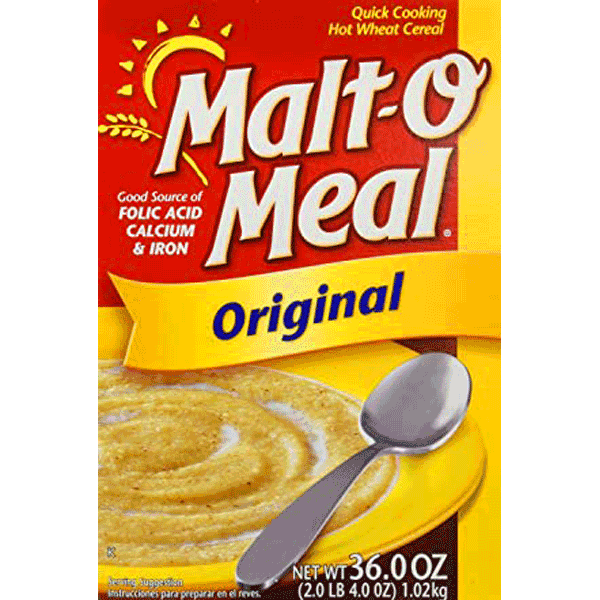 Quick Cooking
Hot Wheat Cereal
Malt-O
Meal®
Good Source of
FOLIC ACID
CALCIUM
& IRON
Original
K
Serving Suggestion
Instrucciones para preparar en el reves.
NET WT 36.0 OZ
(2.0 LB 4.0 OZ) 1.02kg